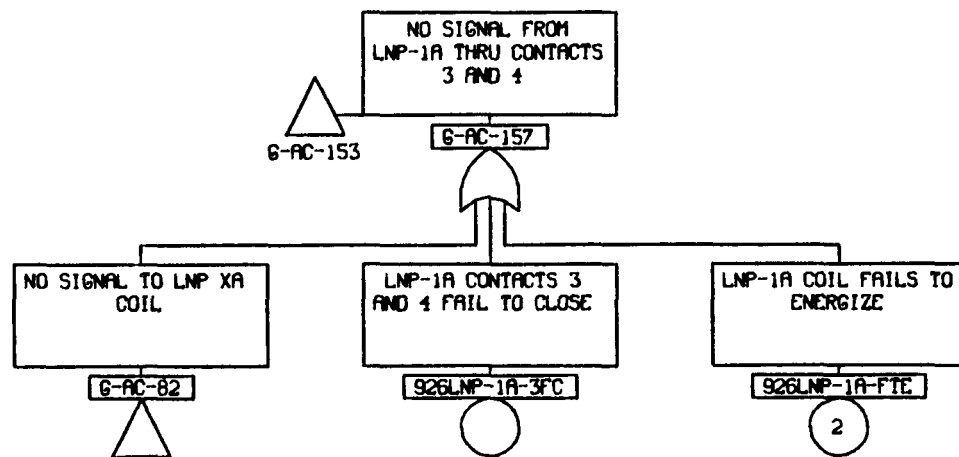 NO SIGNAL FROM
LNP-1A THRU CONTACTS
3 AND 4
G-AC-153
G-AC-157
NO SIGNAL TO LNP XA
COIL
LNP-1A CONTACTS 3
AND 4 FAIL TO CLOSE
LNP-1A COIL FAILS TO
ENERGIZE
G-AC-82
926LNP-1A-3FC
926LNP-1A-FTE
2